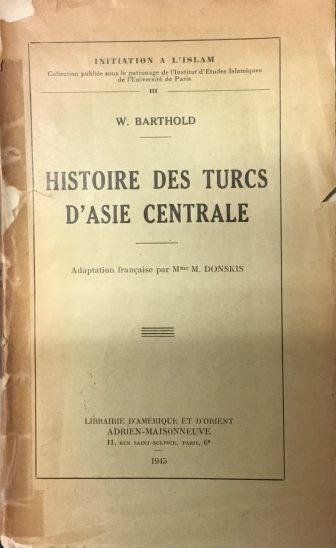 INITIATION A L'ISLAM
Collection publiée sous le patronage de l'Institut d'Études Islamiques
de l'Université de Paris
III
W. BARTHOLD
HISTOIRE DES TURCS
D'ASIE CENTRALE
Adaptation française par Mme M. DONSKIS
LIBRAIRIE D'AMÉRIQUE ET D'ORIENT
ADRIEN-MAISONNEUVE
11, RUE SAINT-SULPICE, PARIS, 6e
1945